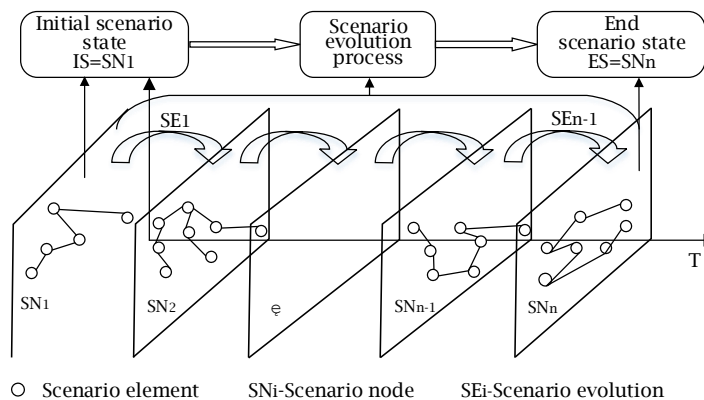 Initial scenario
state
IS=SN1
Scenario
evolution
process
End
scenario state
ES=SNn
SE1
SEn-1
T
SN1
SN2
SNn-1
SNn
Scenario element
SNi-Scenario node
SEi-Scenario evolution